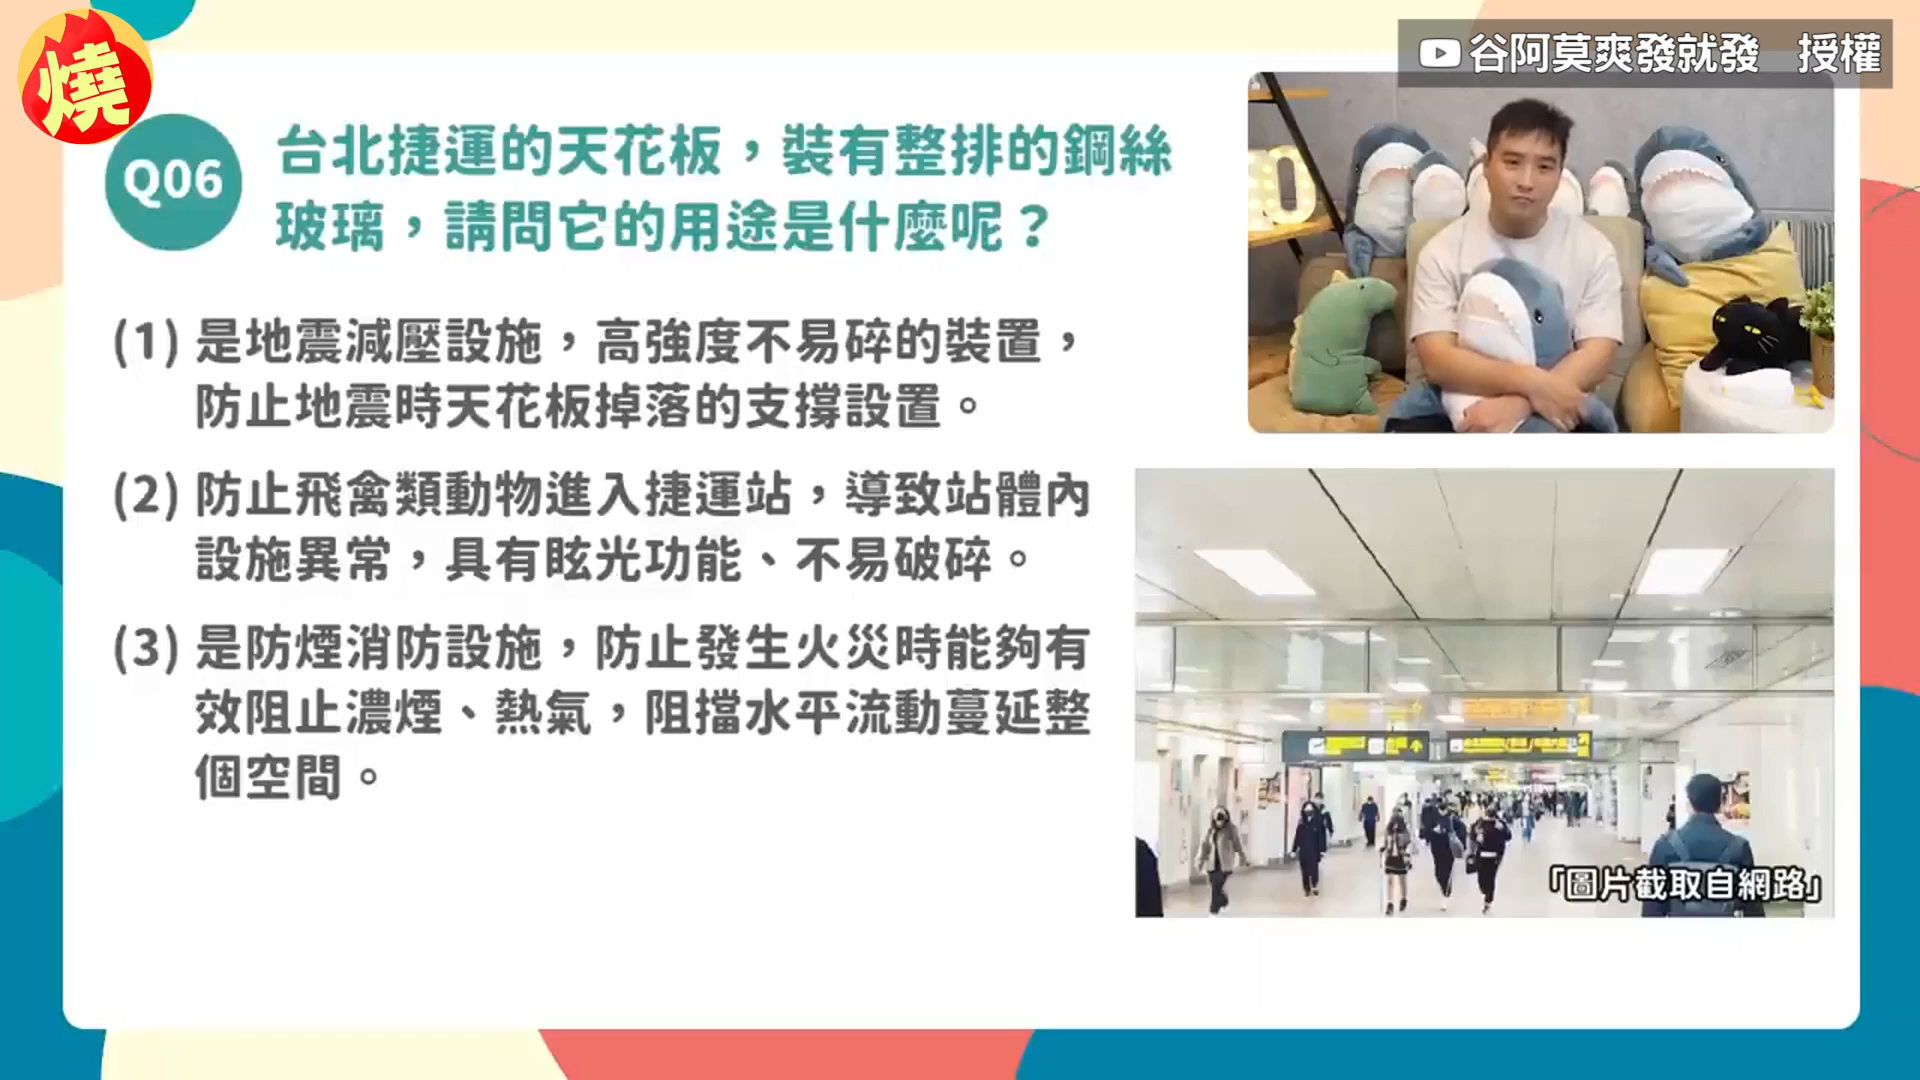 燒
谷阿莫爽發就發 授權
Q06
台北捷運的天花板，裝有整排的鋼絲
玻璃，請問它的用途是什麼呢？
(1) 是地震減壓設施，高強度不易碎的裝置，
防止地震時天花板掉落的支撐設置。
(2) 防止飛禽類動物進入捷運站，導致站體內
設施異常，具有眩光功能、不易破碎。
(3) 是防煙消防設施，防止發生火災時能夠有
效阻止濃煙、熱氣，阻擋水平流動蔓延整
個空間。
「圖片截取自網路」